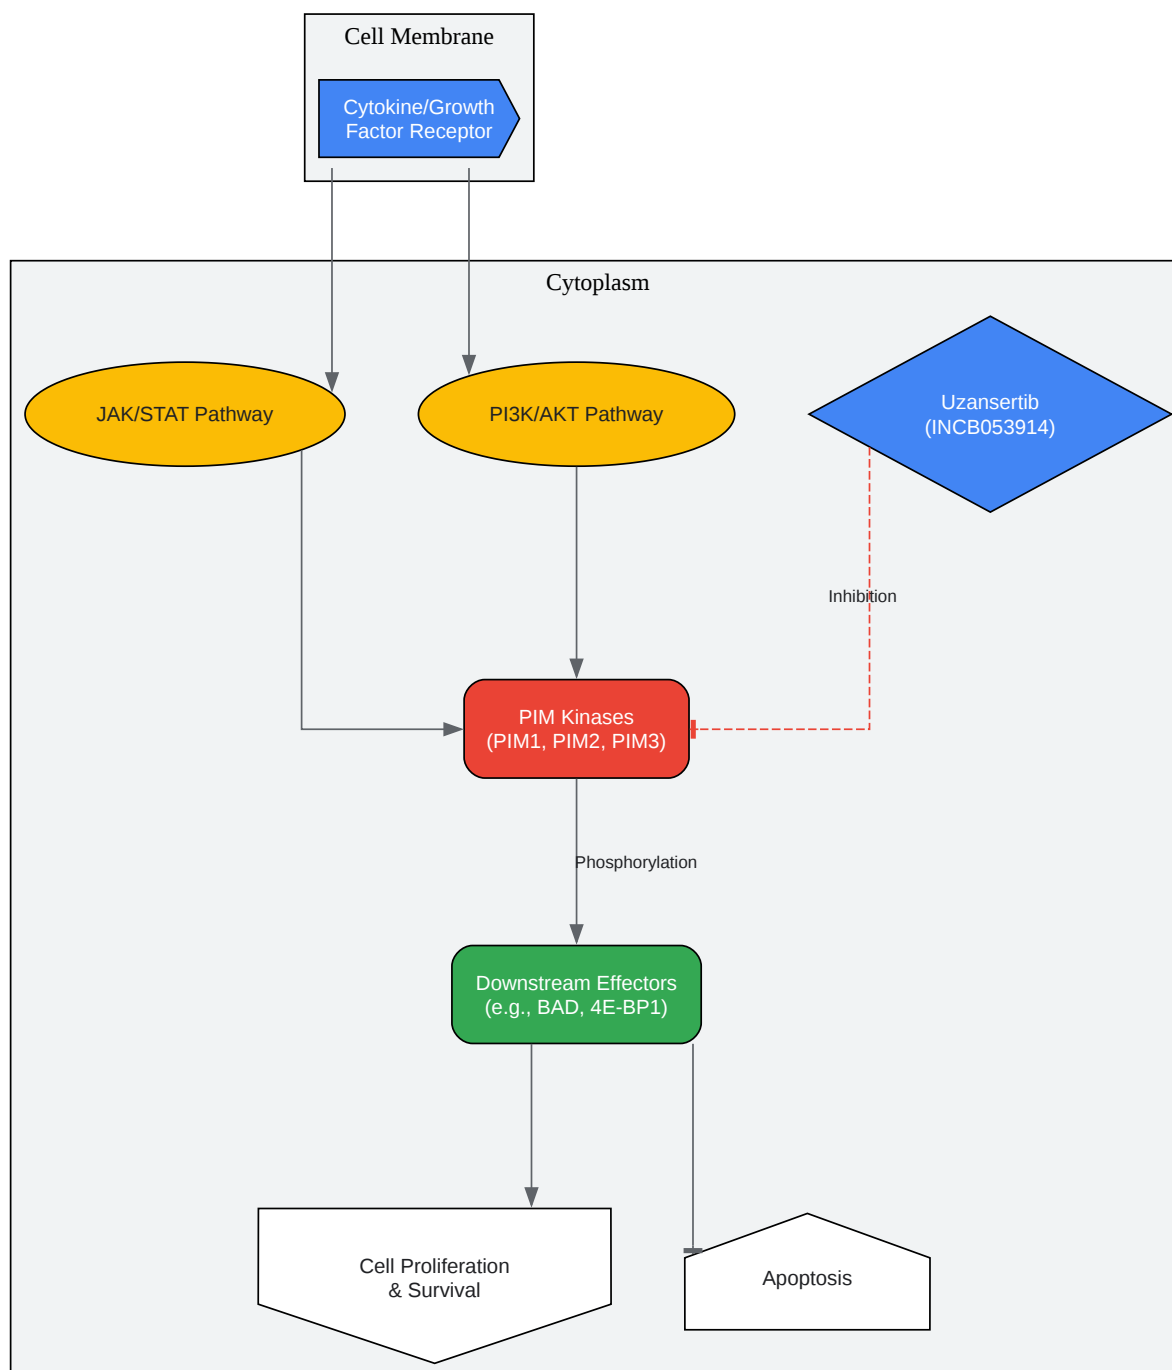 Cell Membrane
Cytokine/Growth
Factor Receptor
Cytoplasm
JAK/STAT Pathway
PI3K/AKT Pathway
Uzansertib
(INCB053914)
Inhibition
PIM Kinases
(PIM1, PIM2, PIM3)
Phosphorylation
Downstream Effectors
(e.g., BAD, 4E-BP1)
Cell Proliferation
& Survival
Apoptosis